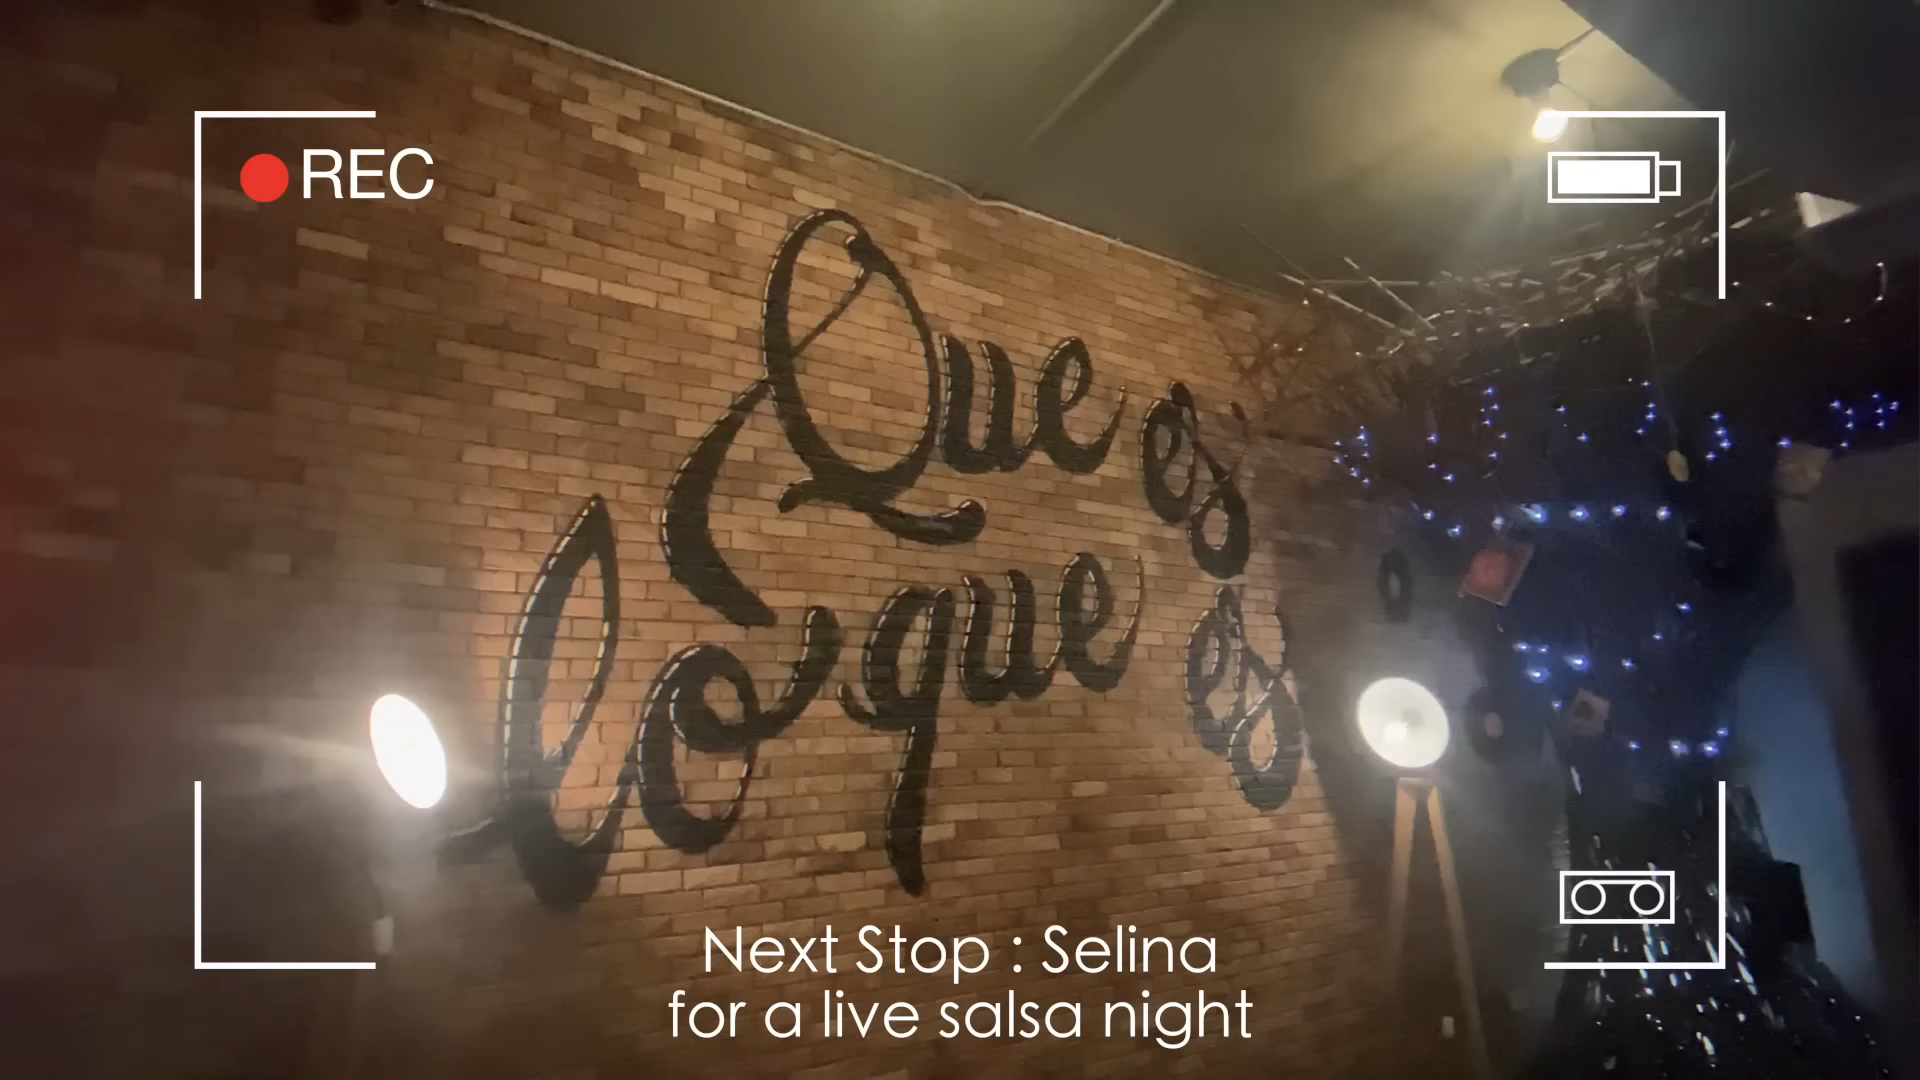 REC
Que es
lo que es
Next Stop : Selina
for a live salsa night